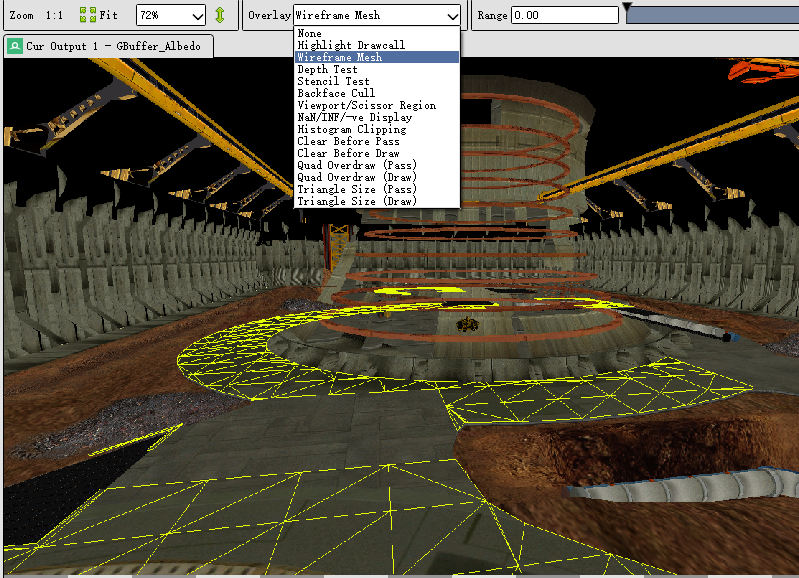 Zoom 1:1 Fit 72% Overlay Wireframe Mesh Range 0.00
Cur Output 1 - GBuffer_Albedo
None
Highlight Drawcall
Wireframe Mesh
Depth Test
Stencil Test
Backface Cull
Viewport/Scissor Region
NaN/INF/-ve Display
Histogram Clipping
Clear Before Pass
Clear Before Draw
Quad Overdraw (Pass)
Quad Overdraw (Draw)
Triangle Size (Pass)
Triangle Size (Draw)